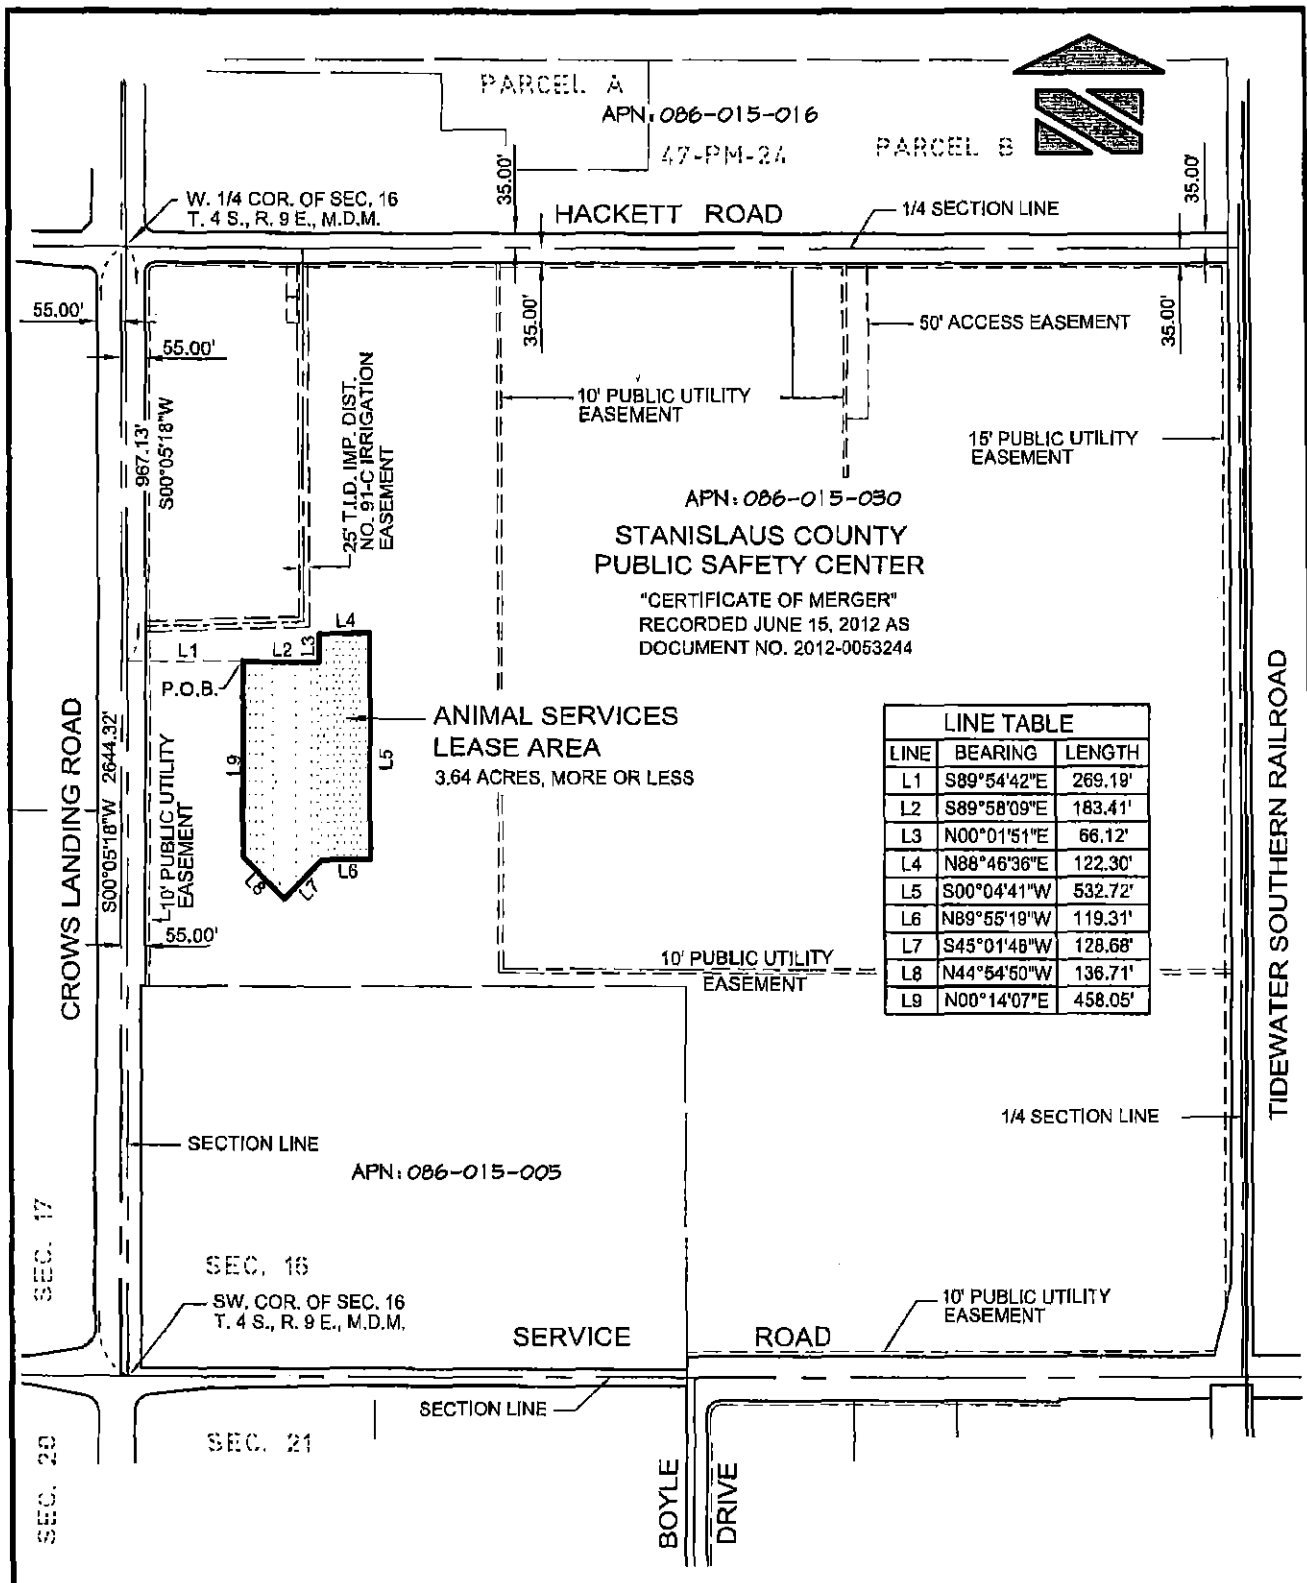 PARCEL A
APN: 086-015-016
47-PM-24
PARCEL B
W. 1/4 COR. OF SEC. 16
T. 4 S., R. 9 E., M.D.M.
35.00'
HACKETT ROAD
1/4 SECTION LINE
35.00'
55.00'
55.00'
35.00'
35.00'
50' ACCESS EASEMENT
967.13'
S00°05'18"W
25' T.I.D. IMP. DIST.
NO. 91-C IRRIGATION
EASEMENT
10' PUBLIC UTILITY
EASEMENT
15' PUBLIC UTILITY
EASEMENT
APN: 086-015-030
STANISLAUS COUNTY
PUBLIC SAFETY CENTER
"CERTIFICATE OF MERGER"
RECORDED JUNE 15, 2012 AS
DOCUMENT NO. 2012-0053244
L1
L2
L3
L4
P.O.B.
ANIMAL SERVICES
LEASE AREA
3.64 ACRES, MORE OR LESS
L9
L5
L8
L7
L6
CROWS LANDING ROAD
S00°05'18"W 2644.32'
10' PUBLIC UTILITY
EASEMENT
55.00'
LINE TABLE
LINE BEARING LENGTH
L1 S89°54'42"E 269.19'
L2 S89°58'09"E 183.41'
L3 N00°01'51"E 66.12'
L4 N88°46'36"E 122.30'
L5 S00°04'41"W 532.72'
L6 N89°55'19"W 119.31'
L7 S45°01'46"W 128.68'
L8 N44°54'50"W 136.71'
L9 N00°14'07"E 458.05'
TIDEWATER SOUTHERN RAILROAD
10' PUBLIC UTILITY
EASEMENT
1/4 SECTION LINE
SECTION LINE
APN: 086-015-005
SEC. 17
SEC. 16
SW. COR. OF SEC. 16
T. 4 S., R. 9 E., M.D.M.
10' PUBLIC UTILITY
EASEMENT
SERVICE ROAD
SECTION LINE
SEC. 20
SEC. 21
BOYLE
DRIVE